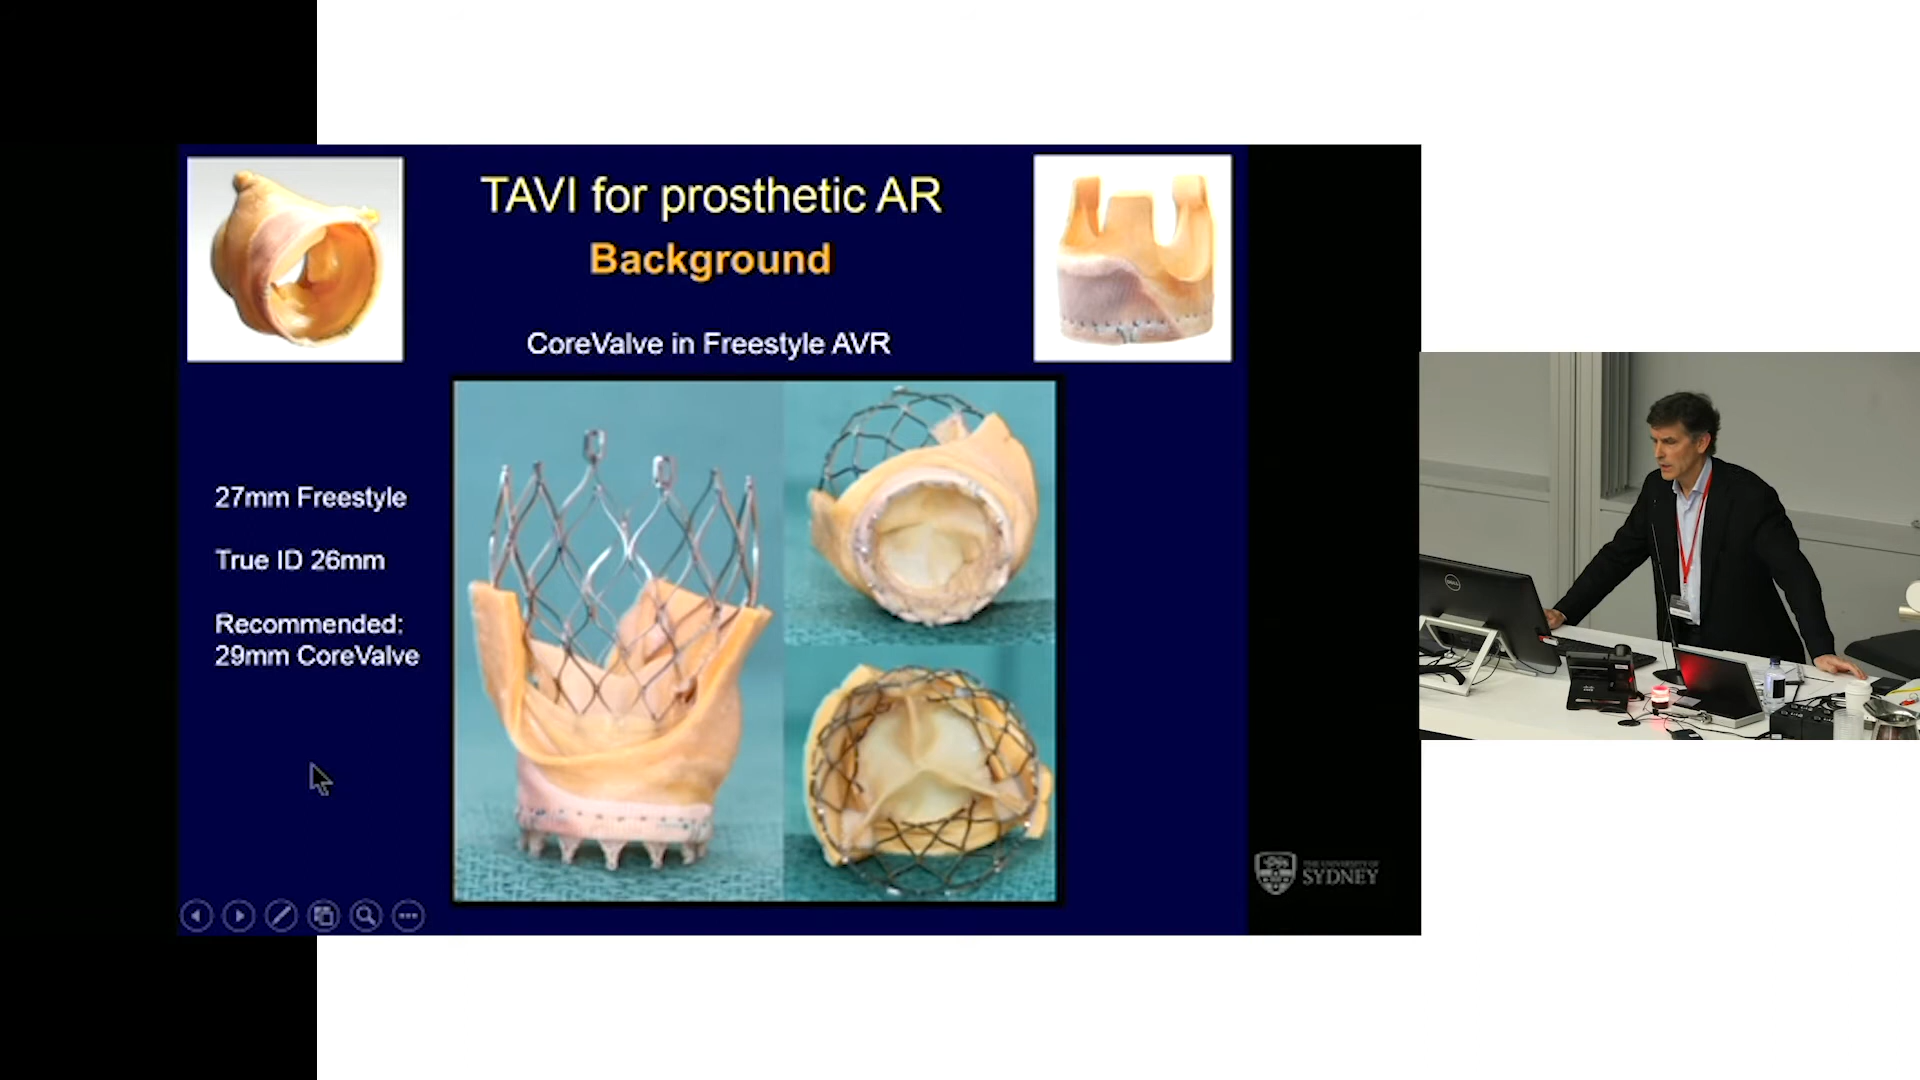 TAVI for prosthetic AR
Background
CoreValve in Freestyle AVR
27mm Freestyle
True ID 26mm
Recommended:
29mm CoreValve
THE UNIVERSITY OF
SYDNEY
DELL